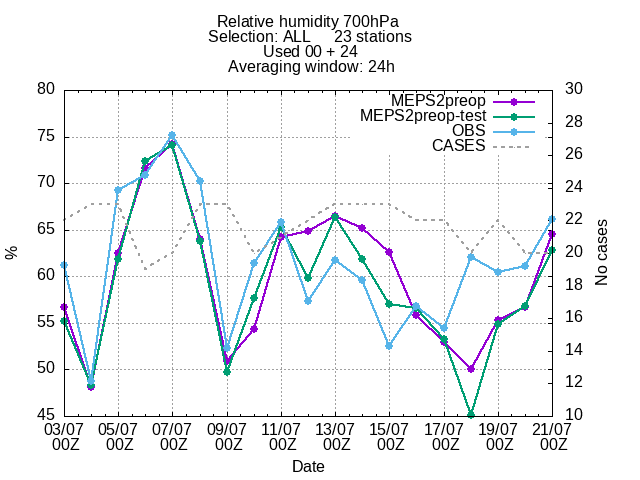 Relative humidity 700hPa
Selection: ALL 23 stations
Used 00 + 24
Averaging window: 24h
80
75
70
65
60
55
50
45
%
30
28
26
24
22
20
18
16
14
12
10
No cases
MEPS2preop
MEPS2preop-test
OBS
CASES
03/07 05/07 07/07 09/07 11/07 13/07 15/07 17/07 19/07 21/07
00Z 00Z 00Z 00Z 00Z 00Z 00Z 00Z 00Z 00Z
Date